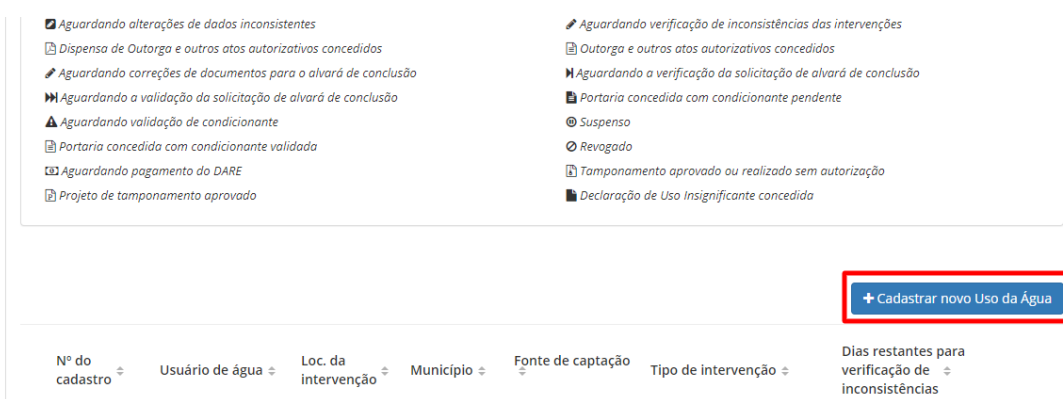 Aguardando alterações de dados inconsistentes
Aguardando verificação de inconsistências das intervenções
Dispensa de Outorga e outros atos autorizativos concedidos
Outorga e outros atos autorizativos concedidos
Aguardando correções de documentos para o alvará de conclusão
Aguardando a verificação da solicitação de alvará de conclusão
Aguardando a validação da solicitação de alvará de conclusão
Portaria concedida com condicionante pendente
Aguardando validação de condicionante
Suspenso
Portaria concedida com condicionante validada
Revogado
Aguardando pagamento do DARE
Tamponamento aprovado ou realizado sem autorização
Projeto de tamponamento aprovado
Declaração de Uso Insignificante concedida
+ Cadastrar novo Uso da Água
Nº do
cadastro
Usuário de água
Loc. da
intervenção
Município
Fonte de captação
Tipo de intervenção
Dias restantes para
verificação de
inconsistências